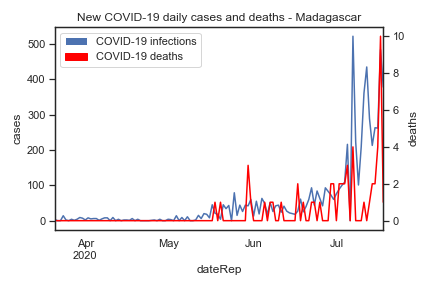 New COVID-19 daily cases and deaths - Madagascar
COVID-19 infections
COVID-19 deaths
500
400
300
200
100
0
cases
10
8
6
4
2
0
deaths
Apr
2020
May
Jun
Jul
dateRep